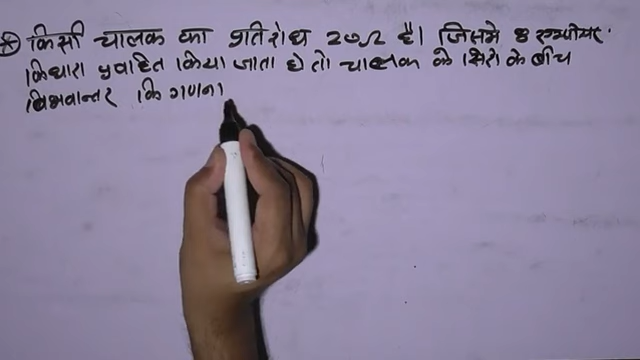 * किसी चालक का प्रतिरोध 20Ω है। जिसमे 8 एम्पीयर
कि धारा प्रवाहित किया जाता है तो चालक के सिरो के बीच
विभवान्तर कि गणना